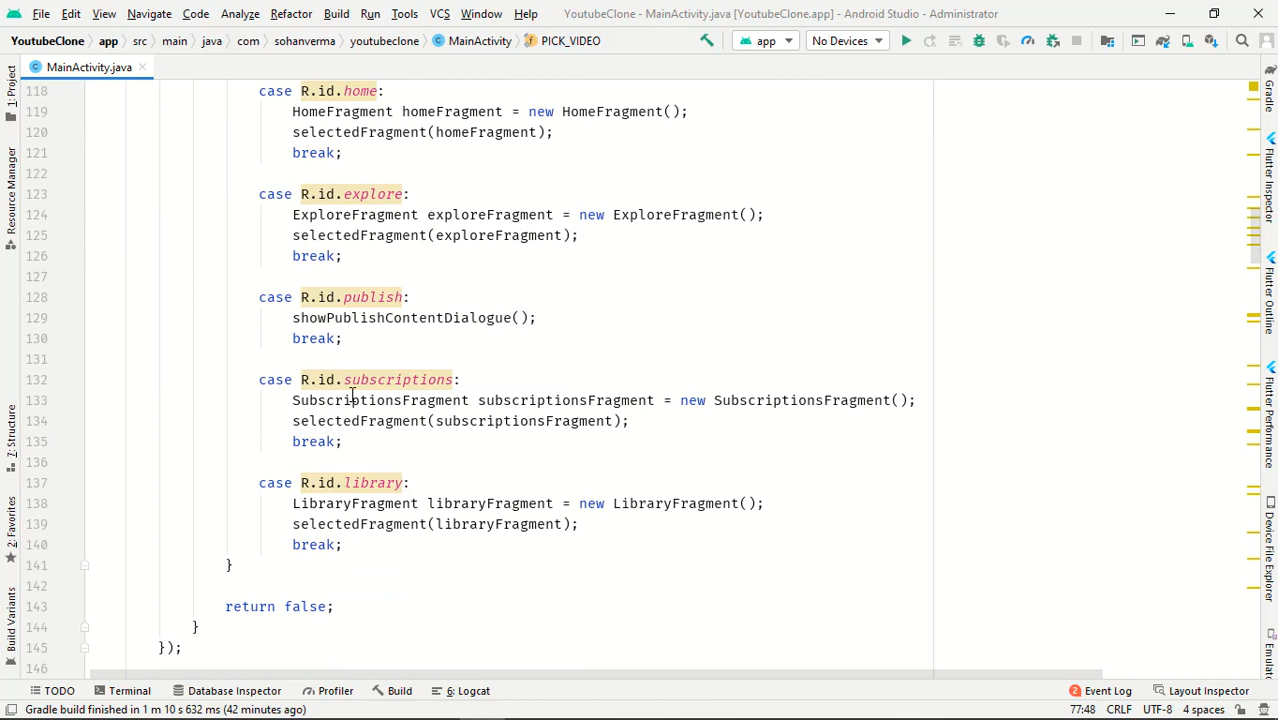 File Edit View Navigate Code Analyze Refactor Build Run Tools VCS Window Help YoutubeClone - MainActivity.java [YoutubeClone.app] - Android Studio - Administrator
YoutubeClone app src main java com sohanverma youtubeclone MainActivity PICK_VIDEO app No Devices
MainActivity.java
118 case R.id.home:
119 HomeFragment homeFragment = new HomeFragment();
120 selectedFragment(homeFragment);
121 break;
122
123 case R.id.explore:
124 ExploreFragment exploreFragment = new ExploreFragment();
125 selectedFragment(exploreFragment);
126 break;
127
128 case R.id.publish:
129 showPublishContentDialogue();
130 break;
131
132 case R.id.subscriptions:
133 SubscriptionsFragment subscriptionsFragment = new SubscriptionsFragment();
134 selectedFragment(subscriptionsFragment);
135 break;
136
137 case R.id.library:
138 LibraryFragment libraryFragment = new LibraryFragment();
139 selectedFragment(libraryFragment);
140 break;
141 }
142
143 return false;
144 }
145 });
146
1: Project
Resource Manager
Z: Structure
2: Favorites
Build Variants
Gradle
Flutter Inspector
Flutter Outline
Flutter Performance
Device File Explorer
Emulator
TODO Terminal Database Inspector Profiler Build 6: Logcat 2 Event Log Layout Inspector
Gradle build finished in 1 m 10 s 632 ms (42 minutes ago) 77:48 CRLF UTF-8 4 spaces